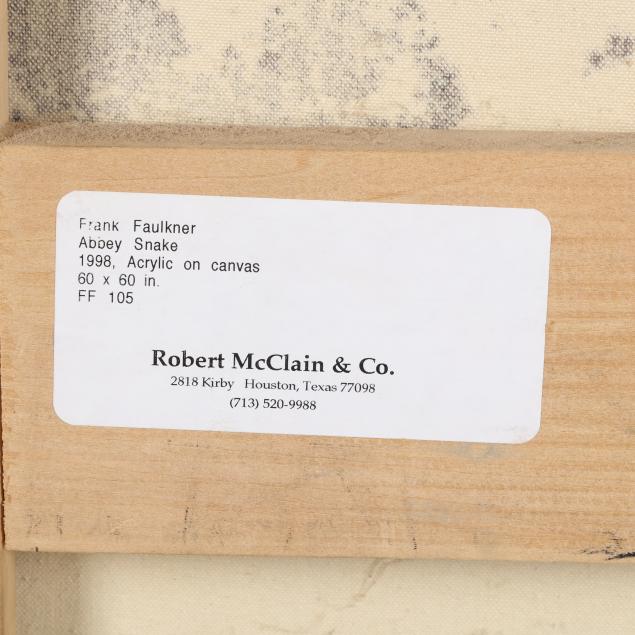 Frank Faulkner
Abbey Snake
1998, Acrylic on canvas
60 x 60 in.
FF 105
Robert McClain & Co.
2818 Kirby Houston, Texas 77098
(713) 520-9988